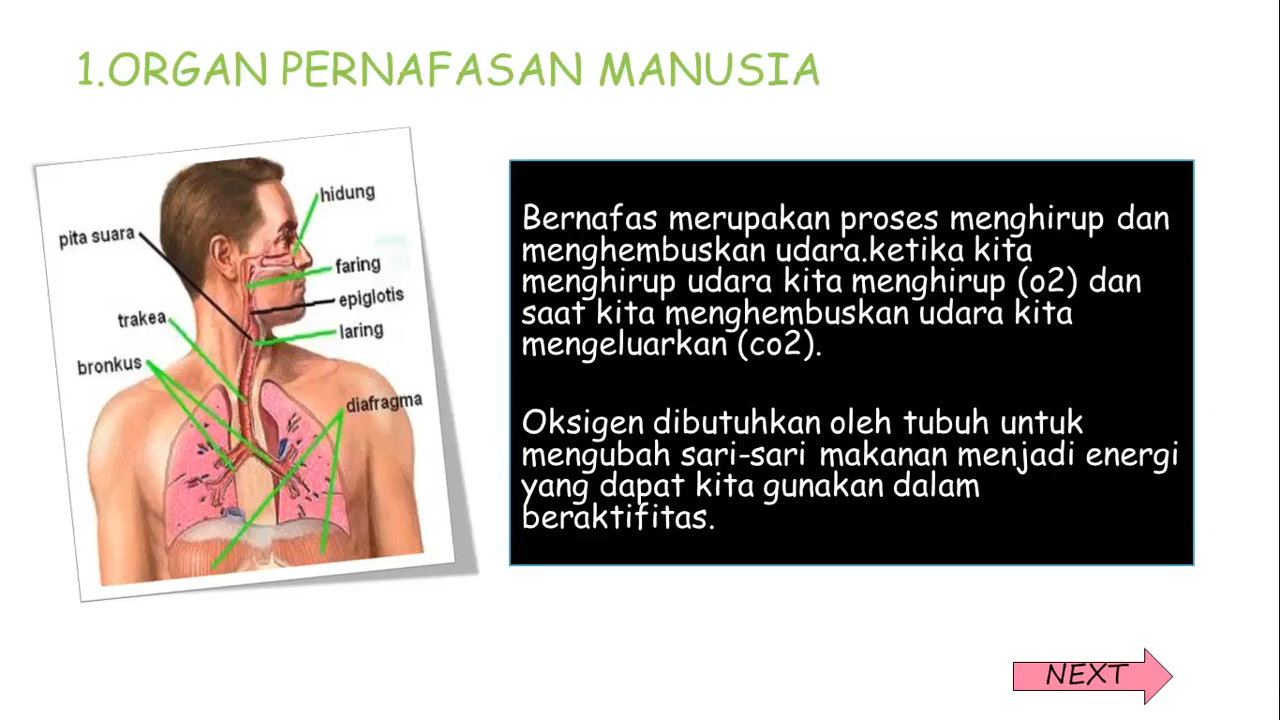 1.ORGAN PERNAFASAN MANUSIA
hidung
pita suara
faring
epiglotis
trakea
laring
bronkus
diafragma
Bernafas merupakan proses menghirup dan
menghembuskan udara.ketika kita
menghirup udara kita menghirup (o2) dan
saat kita menghembuskan udara kita
mengeluarkan (co2).
Oksigen dibutuhkan oleh tubuh untuk
mengubah sari-sari makanan menjadi energi
yang dapat kita gunakan dalam
beraktifitas.
NEXT